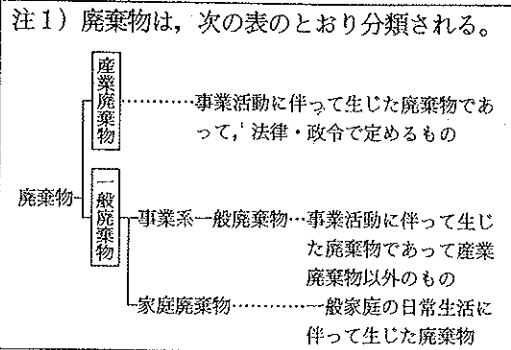 注1）廃棄物は，次の表のとおり分類される。
産業廃棄物…………事業活動に伴って生じた廃棄物であ
って，法律・政令で定めるもの
廃棄物
一般廃棄物
事業系一般廃棄物…事業活動に伴って生じ
た廃棄物であって産業
廃棄物以外のもの
家庭廃棄物…………一般家庭の日常生活に
伴って生じた廃棄物